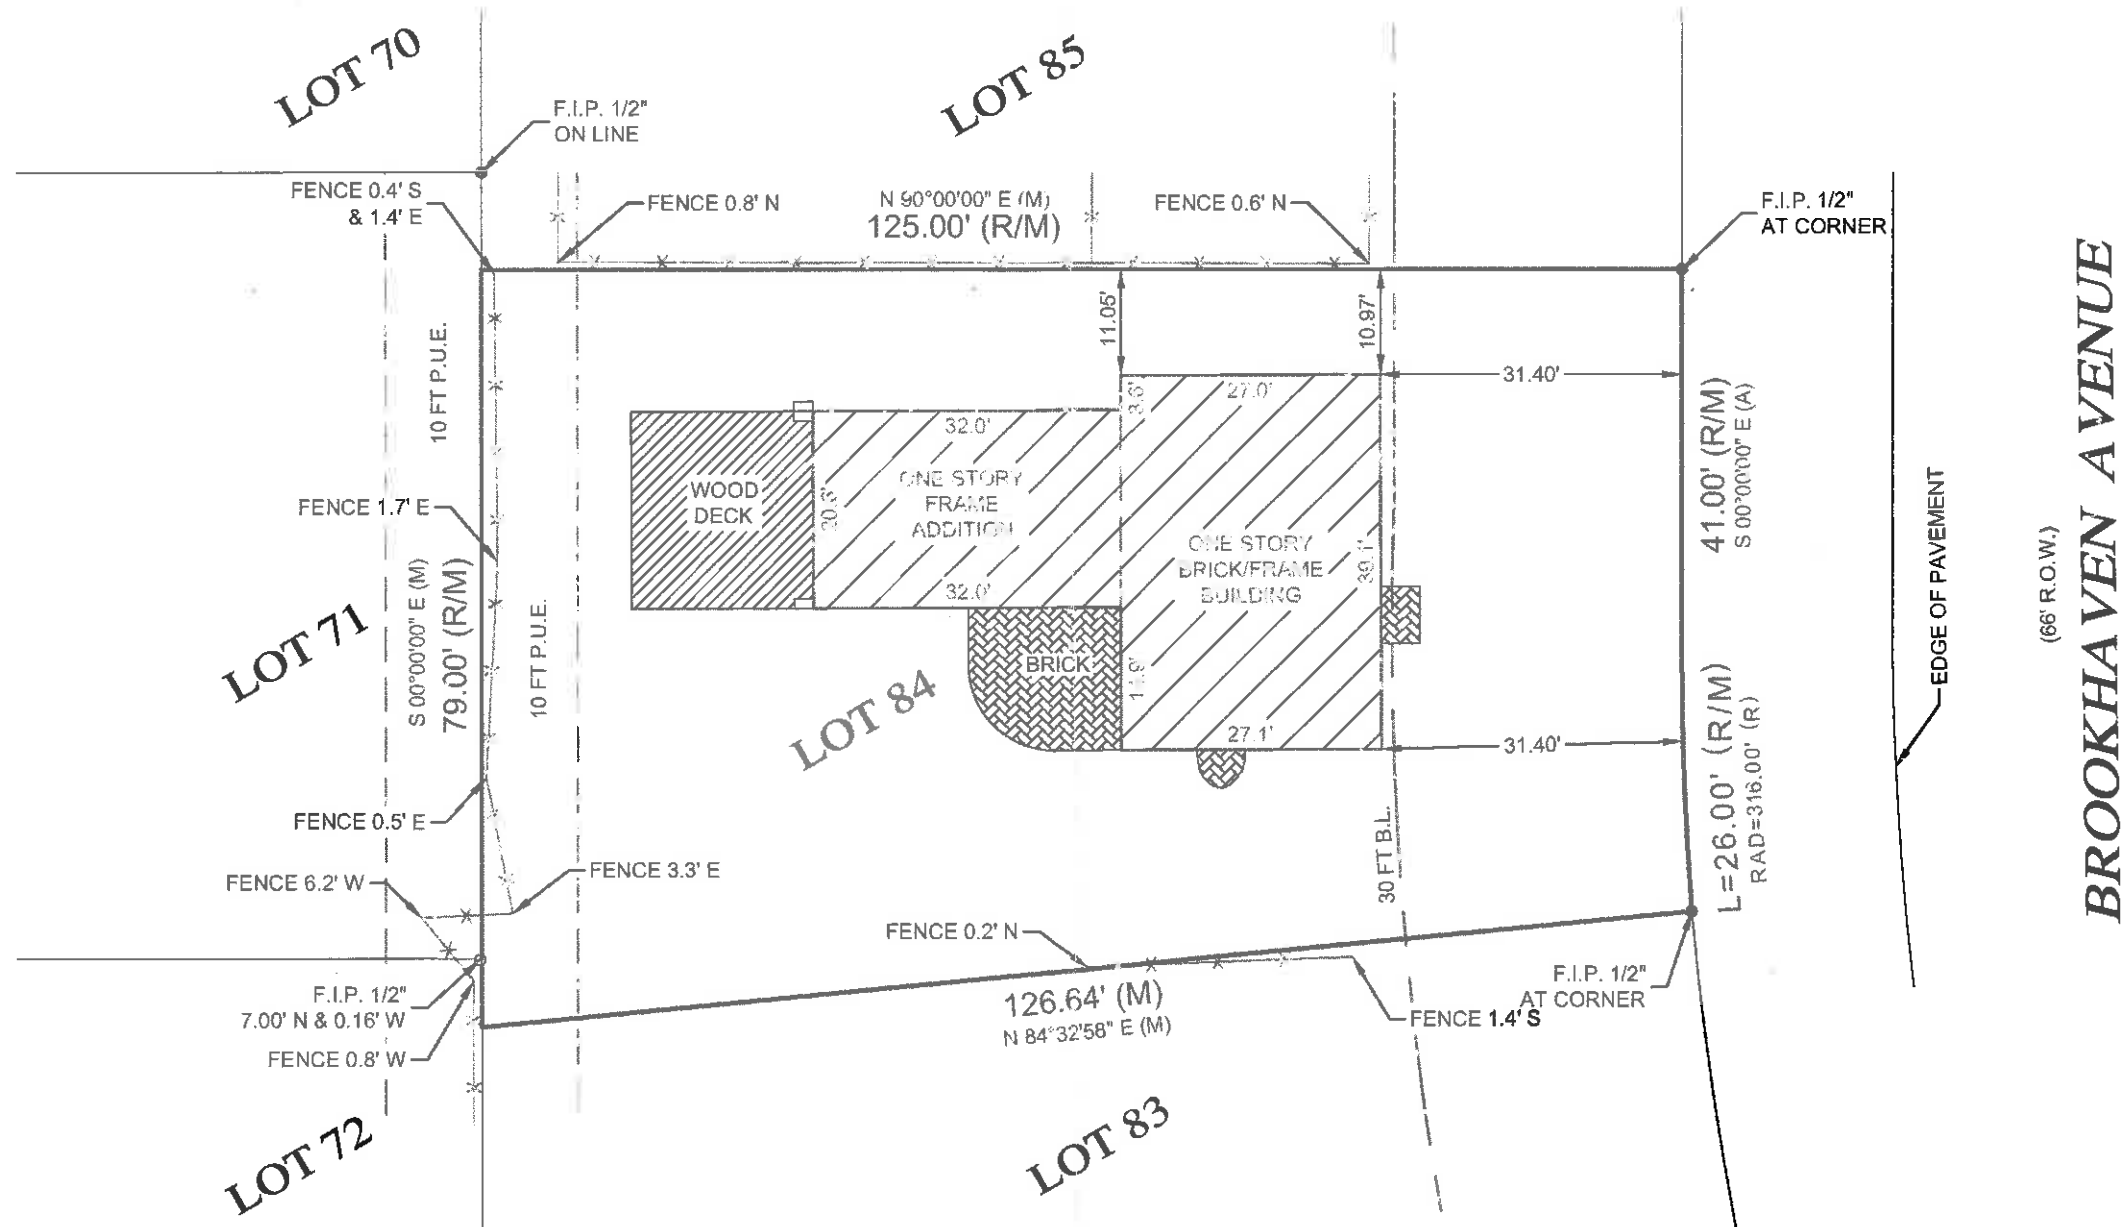 LOT 70
LOT 85
F.I.P. 1/2"
ON LINE
FENCE 0.4' S
& 1.4' E
FENCE 0.8' N
N 90°00'00" E (M)
125.00' (R/M)
FENCE 0.6' N
F.I.P. 1/2"
AT CORNER
10 FT P.U.E.
11.05'
10.97'
31.40'
27.0'
3.6'
32.0'
WOOD
DECK
ONE STORY
FRAME
ADDITION
32.0'
ONE STORY
BRICK/FRAME
BUILDING
39.1'
41.00' (R/M)
S 00°00'00" E (A)
EDGE OF PAVEMENT
(66' R.O.W.)
BROOKHAVEN AVENUE
FENCE 1.7' E
S 00°00'00" E (M)
79.00' (R/M)
10 FT P.U.E.
LOT 71
LOT 84
BRICK
27.1'
31.40'
L=26.00' (R/M)
RAD=316.00' (R)
30 FT B.L.
FENCE 0.5' E
FENCE 6.2' W
FENCE 3.3' E
FENCE 0.2' N
F.I.P. 1/2"
7.00' N & 0.16' W
FENCE 0.8' W
126.64' (M)
N 84°32'58" E (M)
F.I.P. 1/2"
AT CORNER
FENCE 1.4' S
LOT 72
LOT 83